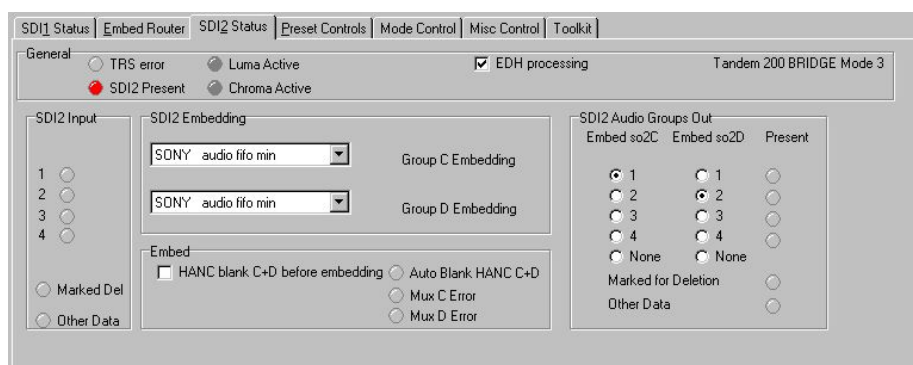 SDI1 Status Embed Router SDI2 Status Preset Controls Mode Control Misc Control Toolkit
General
TRS error Luma Active EDH processing Tandem 200 BRIDGE Mode 3
SDI2 Present Chroma Active
SDI2 Input
1
2
3
4
Marked Del
Other Data
SDI2 Embedding
SONY audio fifo min Group C Embedding
SONY audio fifo min Group D Embedding
Embed
HANC blank C+D before embedding Auto Blank HANC C+D
Mux C Error
Mux D Error
SDI2 Audio Groups Out
Embed so2C Embed so2D Present
1 1
2 2
3 3
4 4
None None
Marked for Deletion
Other Data